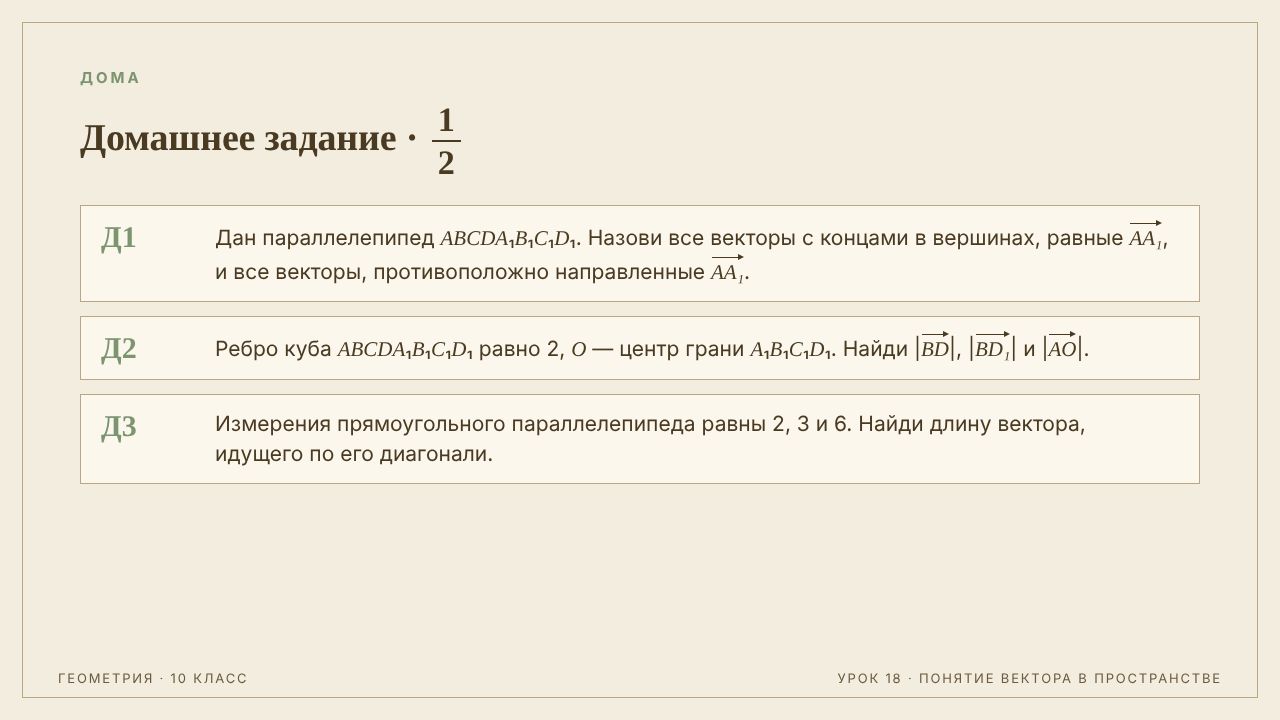 ДОМА
Домашнее задание · 1/2
Д1
Дан параллелепипед ABCDA₁B₁C₁D₁. Назови все векторы с концами в вершинах, равные AA₁→,
и все векторы, противоположно направленные AA₁→.
Д2
Ребро куба ABCDA₁B₁C₁D₁ равно 2, O — центр грани A₁B₁C₁D₁. Найди |BD→|, |BD₁→| и |AO→|.
Д3
Измерения прямоугольного параллелепипеда равны 2, 3 и 6. Найди длину вектора,
идущего по его диагонали.
ГЕОМЕТРИЯ · 10 КЛАСС
УРОК 18 · ПОНЯТИЕ ВЕКТОРА В ПРОСТРАНСТВЕ